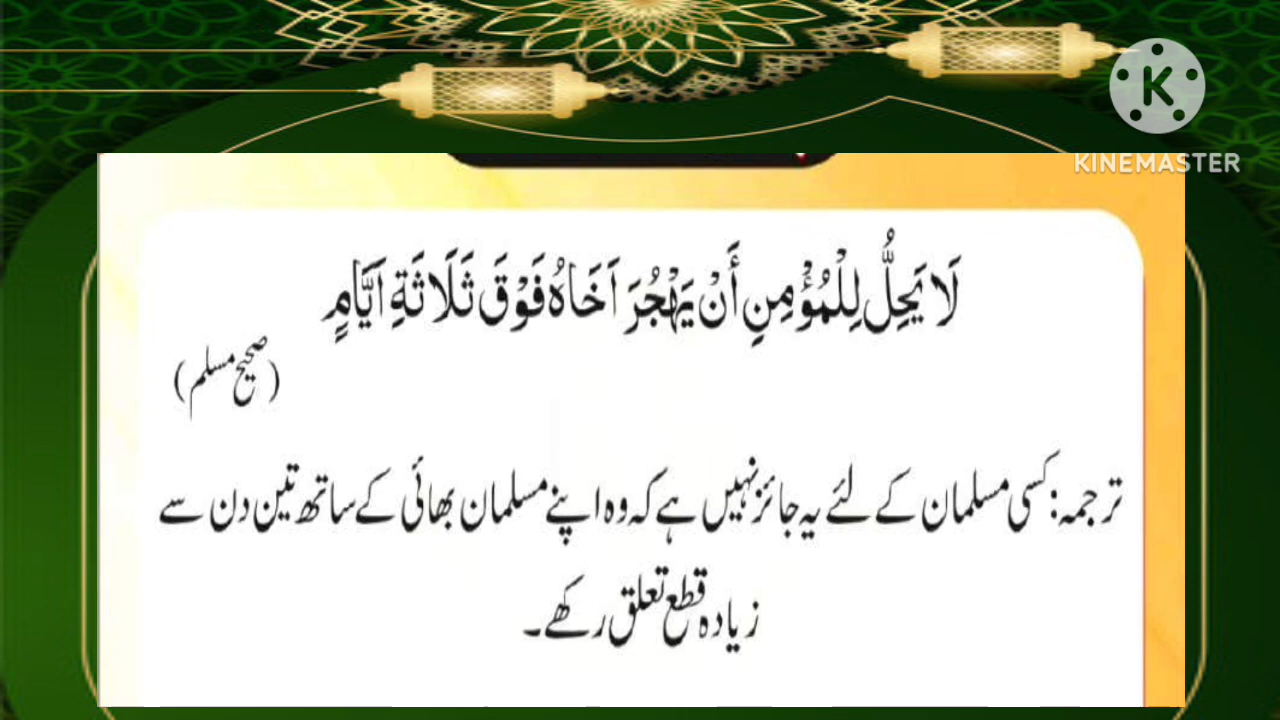 K
KINEMASTER
لَا يَحِلُّ لِلْمُؤْمِنِ أَنْ يَهْجُرَ اَخَاهُ فَوْقَ ثَلَاثَةِ اَيَّامٍ
(صحیح مسلم)
ترجمہ: کسی مسلمان کے لئے یہ جائز نہیں ہے کہ وہ اپنے مسلمان بھائی کے ساتھ تین دن سے
زیادہ قطع تعلق رکھے۔